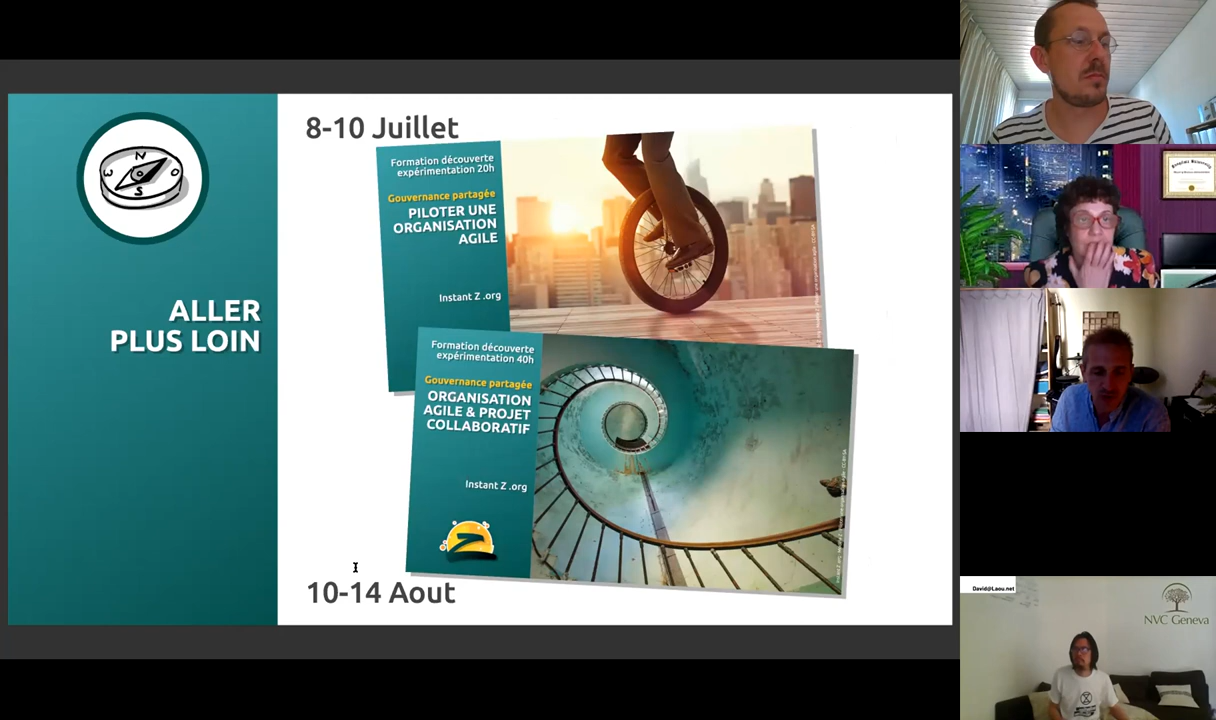 8-10 Juillet
N
O
S
Formation découverte
expérimentation 20h
Gouvernance partagée
PILOTER UNE
ORGANISATION
AGILE
Instant Z .org
ALLER
PLUS LOIN
Formation découverte
expérimentation 40h
Gouvernance partagée
ORGANISATION
AGILE & PROJET
COLLABORATIF
Instant Z .org
Z
10-14 Aout
David@Laou.net
NVC Geneva